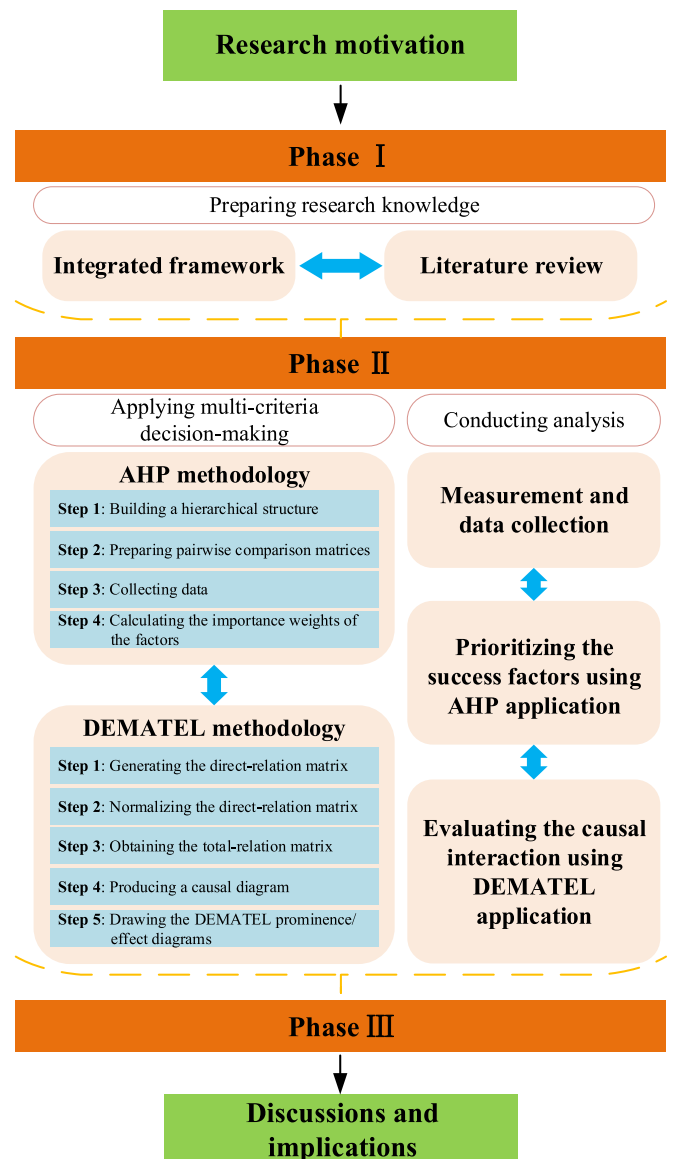 Research motivation
Phase Ⅰ
Preparing research knowledge
Integrated framework
Literature review
Phase Ⅱ
Applying multi-criteria
decision-making
AHP methodology
Step 1: Building a hierarchical structure
Step 2: Preparing pairwise comparison matrices
Step 3: Collecting data
Step 4: Calculating the importance weights of
the factors
DEMATEL methodology
Step 1: Generating the direct-relation matrix
Step 2: Normalizing the direct-relation matrix
Step 3: Obtaining the total-relation matrix
Step 4: Producing a causal diagram
Step 5: Drawing the DEMATEL prominence/
effect diagrams
Conducting analysis
Measurement and
data collection
Prioritizing the
success factors using
AHP application
Evaluating the causal
interaction using
DEMATEL
application
Phase Ⅲ
Discussions and
implications